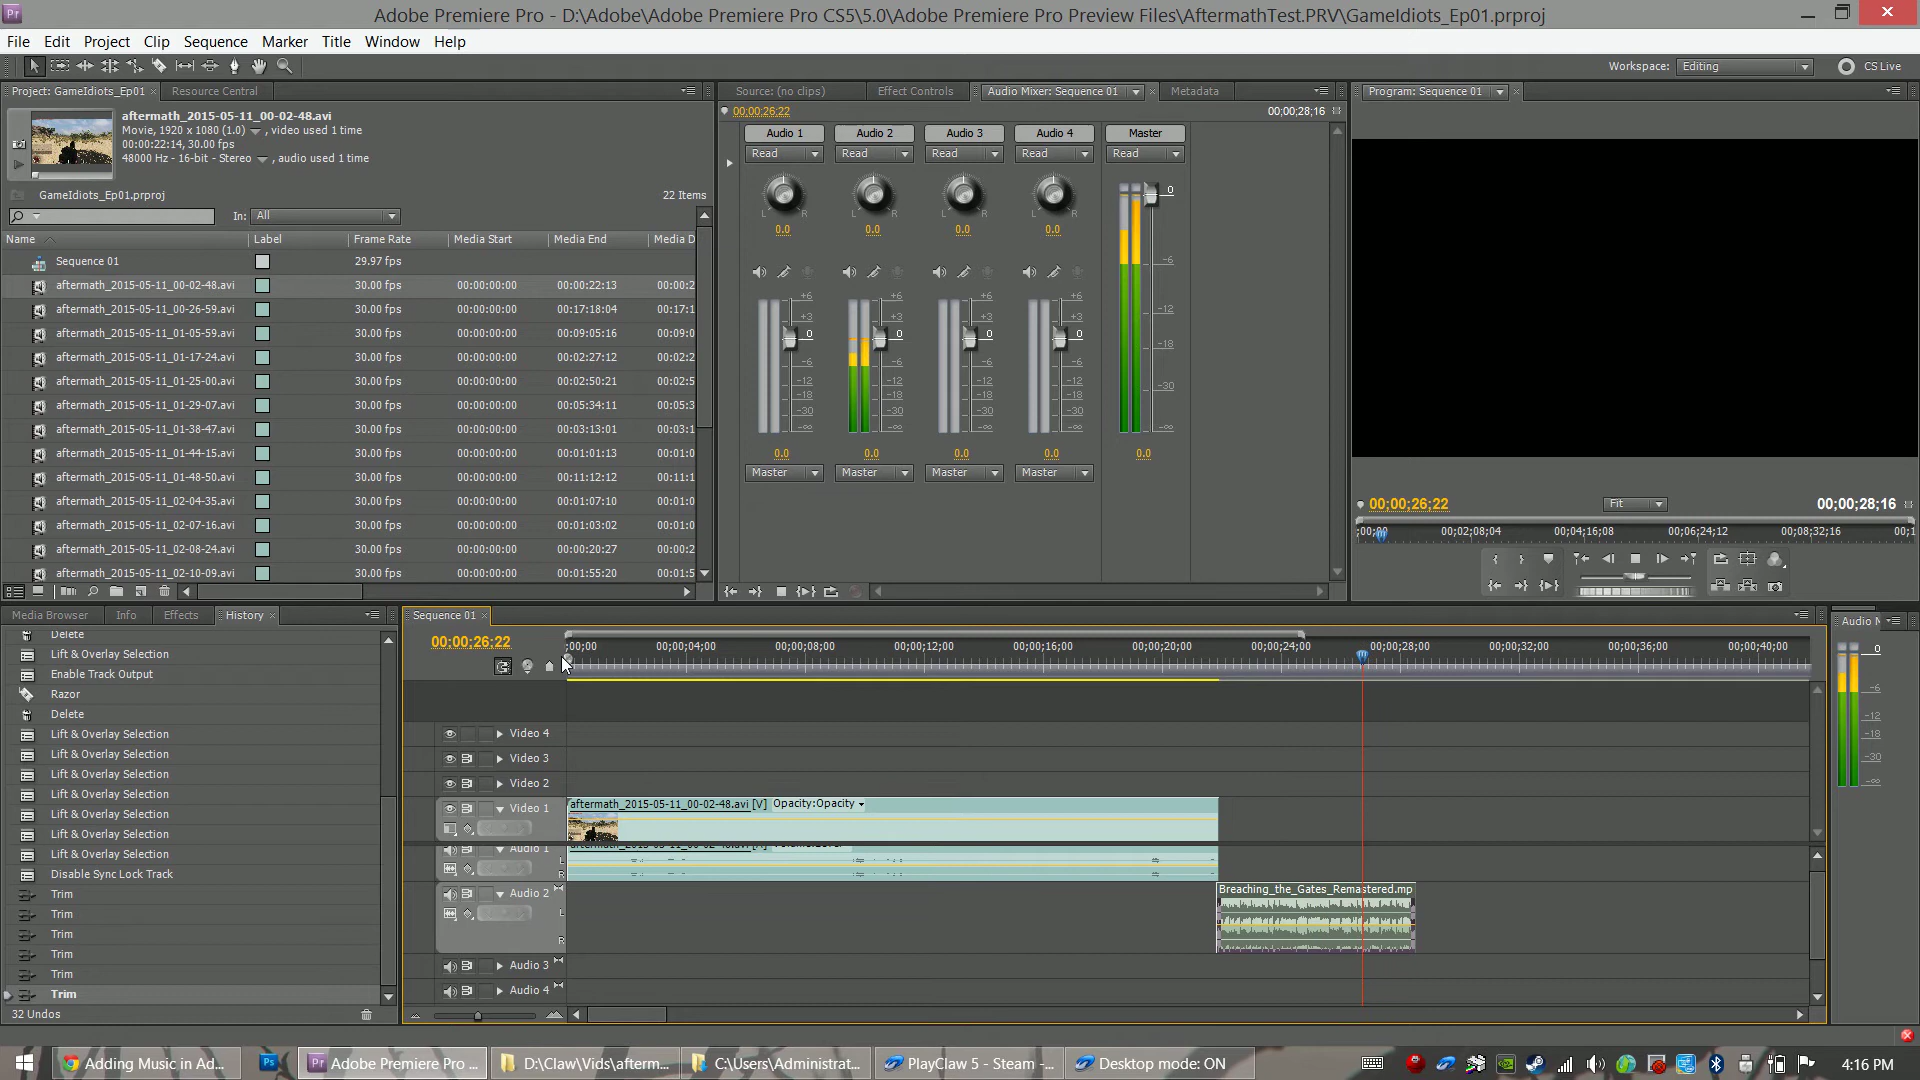 Pr
Adobe Premiere Pro - D:\Adobe\Adobe Premiere Pro CS5\5.0\Adobe Premiere Pro Preview Files\AftermathTest.PRV\GameIdiots_Ep01.prproj
File Edit Project Clip Sequence Marker Title Window Help
Workspace: Editing CS Live
Project: GameIdiots_Ep01 Resource Central
aftermath_2015-05-11_00-02-48.avi
Movie, 1920 x 1080 (1.0) , video used 1 time
00:00:22:14, 30.00 fps
48000 Hz - 16-bit - Stereo , audio used 1 time
GameIdiots_Ep01.prproj 22 Items
In: All
Name Label Frame Rate Media Start Media End Media D
Sequence 01 29.97 fps
aftermath_2015-05-11_00-02-48.avi 30.00 fps 00:00:00:00 00:00:22:13 00:00:2
aftermath_2015-05-11_00-26-59.avi 30.00 fps 00:00:00:00 00:17:18:04 00:17:1
aftermath_2015-05-11_01-05-59.avi 30.00 fps 00:00:00:00 00:09:05:16 00:09:0
aftermath_2015-05-11_01-17-24.avi 30.00 fps 00:00:00:00 00:02:27:12 00:02:2
aftermath_2015-05-11_01-25-00.avi 30.00 fps 00:00:00:00 00:02:50:21 00:02:5
aftermath_2015-05-11_01-29-07.avi 30.00 fps 00:00:00:00 00:05:34:11 00:05:3
aftermath_2015-05-11_01-38-47.avi 30.00 fps 00:00:00:00 00:03:13:01 00:03:1
aftermath_2015-05-11_01-44-15.avi 30.00 fps 00:00:00:00 00:01:01:13 00:01:0
aftermath_2015-05-11_01-48-50.avi 30.00 fps 00:00:00:00 00:11:12:12 00:11:1
aftermath_2015-05-11_02-04-35.avi 30.00 fps 00:00:00:00 00:01:07:10 00:01:0
aftermath_2015-05-11_02-07-16.avi 30.00 fps 00:00:00:00 00:01:03:02 00:01:0
aftermath_2015-05-11_02-08-24.avi 30.00 fps 00:00:00:00 00:00:20:27 00:00:2
aftermath_2015-05-11_02-10-09.avi 30.00 fps 00:00:00:00 00:01:55:20 00:01:5
Source: (no clips) Effect Controls Audio Mixer: Sequence 01 Metadata
00;00;26;22 00;00;28;16
Audio 1 Audio 2 Audio 3 Audio 4 Master
Read Read Read Read Read
L R L R L R L R
0.0 0.0 0.0 0.0
0
-6
-12
-18
-30
-∞
+6 +6 +6 +6
+3 +3 +3 +3
0 0 0 0
-6 -6 -6 -6
-12 -12 -12 -12
-18 -18 -18 -18
-30 -30 -30 -30
-∞ -∞ -∞ -∞
0.0 0.0 0.0 0.0 0.0
Master Master Master Master
Program: Sequence 01
00;00;26;22 Fit 00;00;28;16
;00;00 00;02;08;04 00;04;16;08 00;06;24;12 00;08;32;16 00;1
Media Browser Info Effects History
Delete
Lift & Overlay Selection
Enable Track Output
Razor
Delete
Lift & Overlay Selection
Lift & Overlay Selection
Lift & Overlay Selection
Lift & Overlay Selection
Lift & Overlay Selection
Lift & Overlay Selection
Lift & Overlay Selection
Disable Sync Lock Track
Trim
Trim
Trim
Trim
Trim
Trim
32 Undos
Sequence 01
00;00;26;22
;00;00 00;00;04;00 00;00;08;00 00;00;12;00 00;00;16;00 00;00;20;00 00;00;24;00 00;00;28;00 00;00;32;00 00;00;36;00 00;00;40;00
Video 4
Video 3
Video 2
Video 1 aftermath_2015-05-11_00-02-48.avi [V] Opacity:Opacity
Audio 1 L
R
Audio 2 Breaching_the_Gates_Remastered.mp
L
R
Audio 3
Audio 4
Audio M
0
-6
-12
-18
-30
-∞
Adding Music in Ad... Ps Pr Adobe Premiere Pro ... D:\Claw\Vids\afterm... C:\Users\Administrat... PlayClaw 5 - Steam -... Desktop mode: ON 4:16 PM